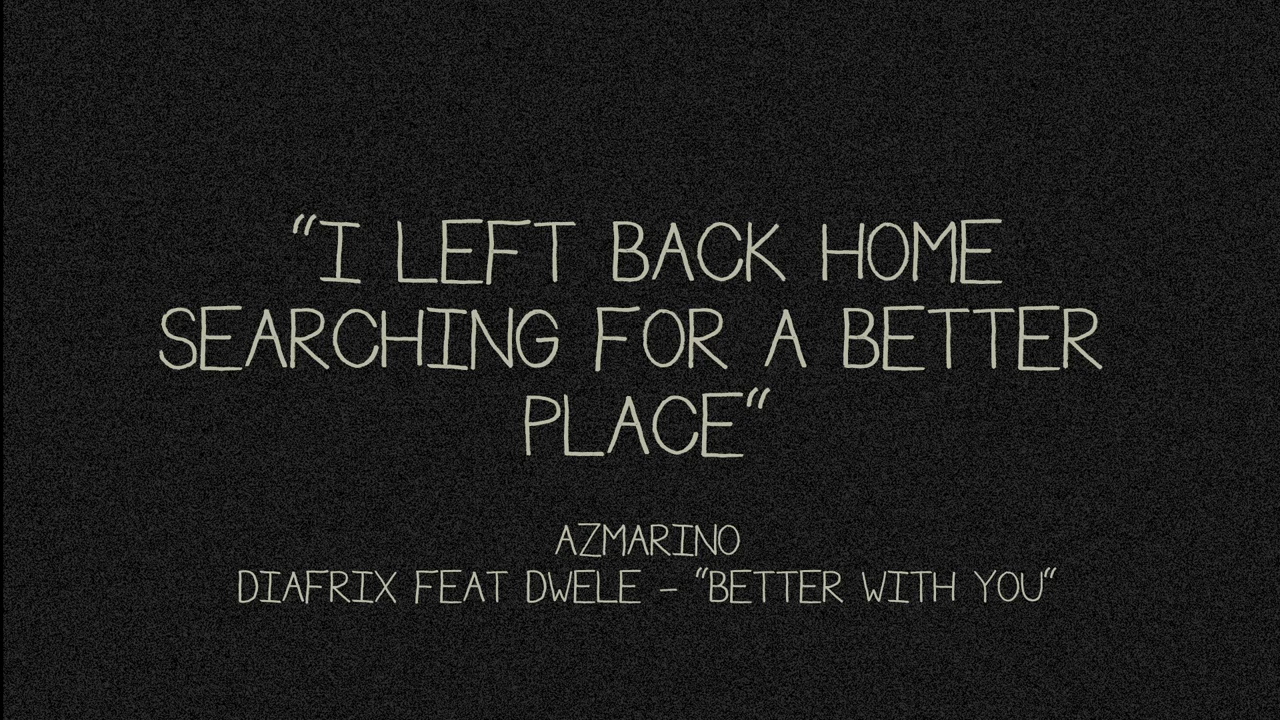 “I LEFT BACK HOME
SEARCHING FOR A BETTER
PLACE“
AZMARINO
DIAFRIX FEAT DWELE - “BETTER WITH YOU“